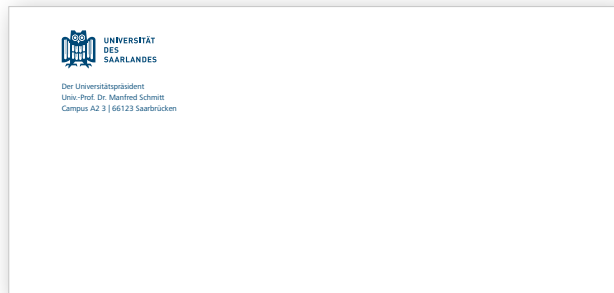 UNIVERSITÄT
DES
SAARLANDES
Der Universitätspräsident
Univ.-Prof. Dr. Manfred Schmitt
Campus A2 3 | 66123 Saarbrücken